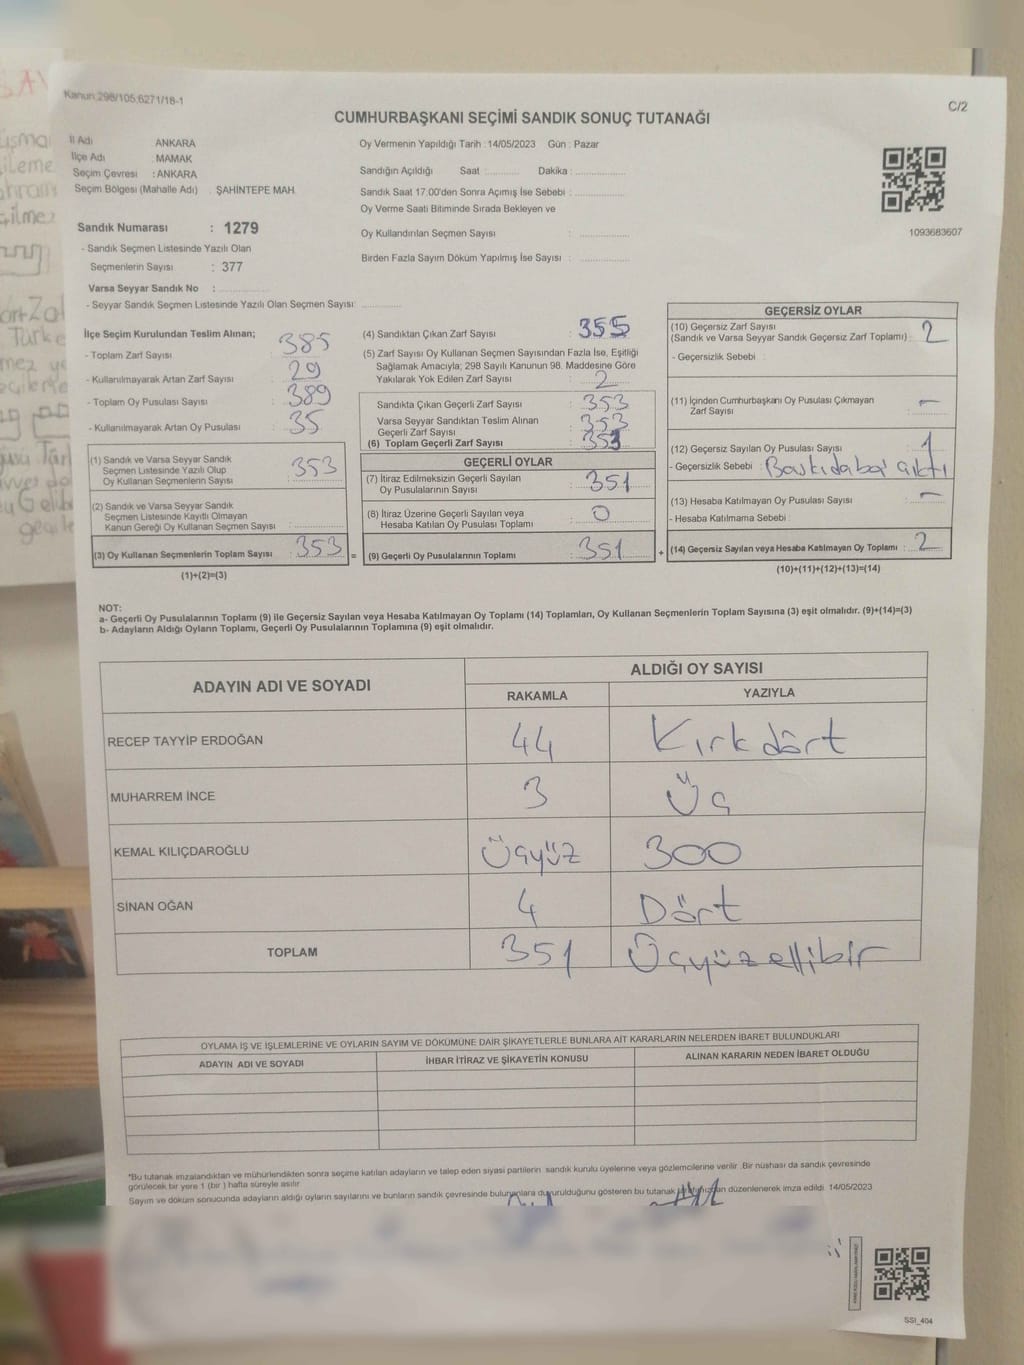 Kanun:298/105,6271/18-1
C/2
CUMHURBAŞKANI SEÇİMİ SANDIK SONUÇ TUTANAĞI
İl Adı ANKARA
İlçe Adı : MAMAK
Seçim Çevresi : ANKARA
Seçim Bölgesi (Mahalle Adı) . ŞAHİNTEPE MAH.
Oy Vermenin Yapıldığı Tarih : 14/05/2023 Gün : Pazar
Sandığın Açıldığı Saat : Dakika :
Sandık Saat 17:00'den Sonra Açımış İse Sebebi :
Oy Verme Saati Bitiminde Sırada Bekleyen ve
Oy Kullandırılan Seçmen Sayısı :
Birden Fazla Sayım Döküm Yapılmış İse Sayısı :
1093683607
Sandık Numarası : 1279
- Sandık Seçmen Listesinde Yazılı Olan
Seçmenlerin Sayısı : 377
Varsa Seyyar Sandık No :
- Seyyar Sandık Seçmen Listesinde Yazılı Olan Seçmen Sayısı:
İlçe Seçim Kurulundan Teslim Alınan;
- Toplam Zarf Sayısı : 385
- Kullanılmayarak Artan Zarf Sayısı : 29
- Toplam Oy Pusulası Sayısı : 389
- Kullanılmayarak Artan Oy Pusulası : 35
(1) Sandık ve Varsa Seyyar Sandık
Seçmen Listesinde Yazılı Olup
Oy Kullanan Seçmenlerin Sayısı : 353
(2) Sandık ve Varsa Seyyar Sandık
Seçmen Listesinde Kayıtlı Olmayan
Kanun Gereği Oy Kullanan Seçmen Sayısı :
(3) Oy Kullanan Seçmenlerin Toplam Sayısı : 353 =
(1)+(2)=(3)
(4) Sandıktan Çıkan Zarf Sayısı : 355
(5) Zarf Sayısı Oy Kullanan Seçmen Sayısından Fazla İse, Eşitliği
Sağlamak Amacıyla; 298 Sayılı Kanunun 98. Maddesine Göre
Yakılarak Yok Edilen Zarf Sayısı : 2
Sandıkta Çıkan Geçerli Zarf Sayısı : 353
Varsa Seyyar Sandıktan Teslim Alınan
Geçerli Zarf Sayısı : 353
(6) Toplam Geçerli Zarf Sayısı : 353
GEÇERLİ OYLAR
(7) İtiraz Edilmeksizin Geçerli Sayılan
Oy Pusulalarının Sayısı : 351
(8) İtiraz Üzerine Geçerli Sayılan veya
Hesaba Katılan Oy Pusulası Toplamı : 0
(9) Geçerli Oy Pusulalarının Toplamı : 351 +
GEÇERSİZ OYLAR
(10) Geçersiz Zarf Sayısı
(Sandık ve Varsa Seyyar Sandık Geçersiz Zarf Toplamı) : 2
- Geçersizlik Sebebi :
(11) İçinden Cumhurbaşkanı Oy Pusulası Çıkmayan
Zarf Sayısı : -
(12) Geçersiz Sayılan Oy Pusulası Sayısı : 1
- Geçersizlik Sebebi : çıktı
(13) Hesaba Katılmayan Oy Pusulası Sayısı : -
- Hesaba Katılmama Sebebi :
(14) Geçersiz Sayılan veya Hesaba Katılmayan Oy Toplamı : 2
(10)+(11)+(12)+(13)=(14)
NOT:
a- Geçerli Oy Pusulalarının Toplamı (9) ile Geçersiz Sayılan veya Hesaba Katılmayan Oy Toplamı (14) Toplamları, Oy Kullanan Seçmenlerin Toplam Sayısına (3) eşit olmalıdır. (9)+(14)=(3)
b- Adayların Aldığı Oyların Toplamı, Geçerli Oy Pusulalarının Toplamına (9) eşit olmalıdır.
ADAYIN ADI VE SOYADI
ALDIĞI OY SAYISI
RAKAMLA YAZIYLA
RECEP TAYYİP ERDOĞAN 44 Kırkdört
MUHARREM İNCE 3 Üç
KEMAL KILIÇDAROĞLU Üçyüz 300
SİNAN OĞAN 4 Dört
TOPLAM 351 Üçyüzellibir
OYLAMA İŞ VE İŞLEMLERİNE VE OYLARIN SAYIM VE DÖKÜMÜNE DAİR ŞİKAYETLERLE BUNLARA AİT KARARLARIN NELERDEN İBARET BULUNDUKLARI
ADAYIN ADI VE SOYADI İHBAR İTİRAZ VE ŞİKAYETİN KONUSU ALINAN KARARIN NEDEN İBARET OLDUĞU
*Bu tutanak imzalandıktan ve mühürlendikten sonra seçime katılan adayların ve talep eden siyasi partilerin sandık kurulu üyelerine veya gözlemcilerine verilir. Bir nüshası da sandık çevresinde
görülecek bir yere 1 (bir) hafta süreyle asılır.
Sayım ve döküm sonucunda adayların aldığı oyların sayılarını ve bunların sandık çevresinde bulunanlara duyurulduğunu gösteren bu tutanak düzenlenerek imza edildi. 14/05/2023
SSI_404